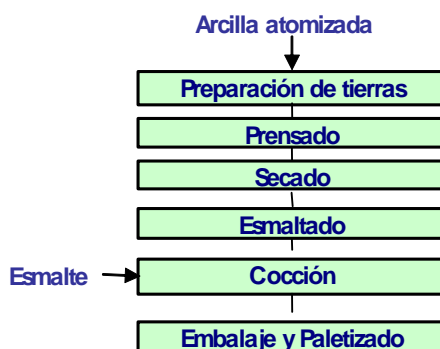 Arcilla atomizada
Preparación de tierras
Prensado
Secado
Esmaltado
Esmalte
Cocción
Embalaje y Paletizado